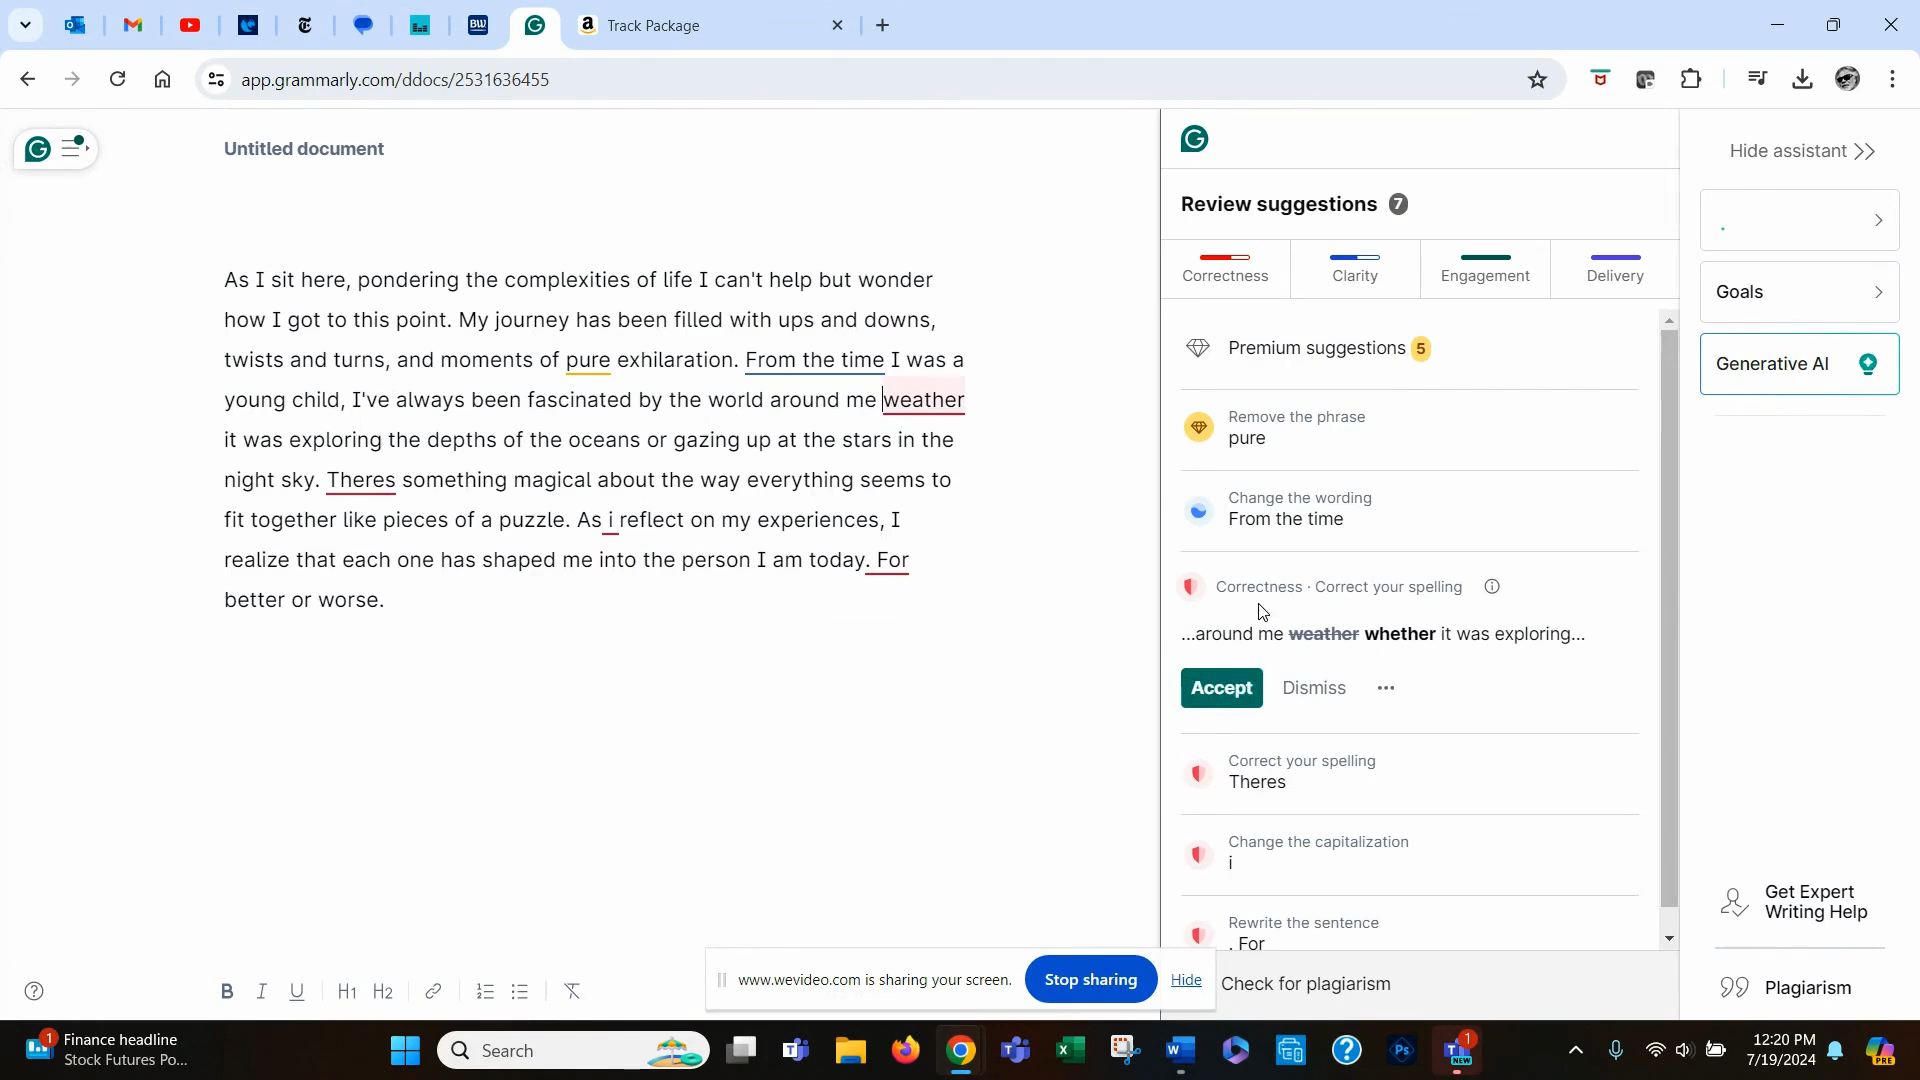 Track Package
app.grammarly.com/ddocs/2531636455
Untitled document
As I sit here, pondering the complexities of life I can't help but wonder
how I got to this point. My journey has been filled with ups and downs,
twists and turns, and moments of pure exhilaration. From the time I was a
young child, I've always been fascinated by the world around me weather
it was exploring the depths of the oceans or gazing up at the stars in the
night sky. Theres something magical about the way everything seems to
fit together like pieces of a puzzle. As i reflect on my experiences, I
realize that each one has shaped me into the person I am today. For
better or worse.
B I U H1 H2
Review suggestions 7
Correctness Clarity Engagement Delivery
Premium suggestions 5
Remove the phrase
pure
Change the wording
From the time
Correctness · Correct your spelling
...around me weather whether it was exploring...
Accept Dismiss
Correct your spelling
Theres
Change the capitalization
i
Rewrite the sentence
. For
Check for plagiarism
Hide assistant
Goals
Generative AI
Get Expert
Writing Help
Plagiarism
www.wevideo.com is sharing your screen. Stop sharing Hide
1
Finance headline
Stock Futures Po...
Search
1
NEW
12:20 PM
7/19/2024
PRE